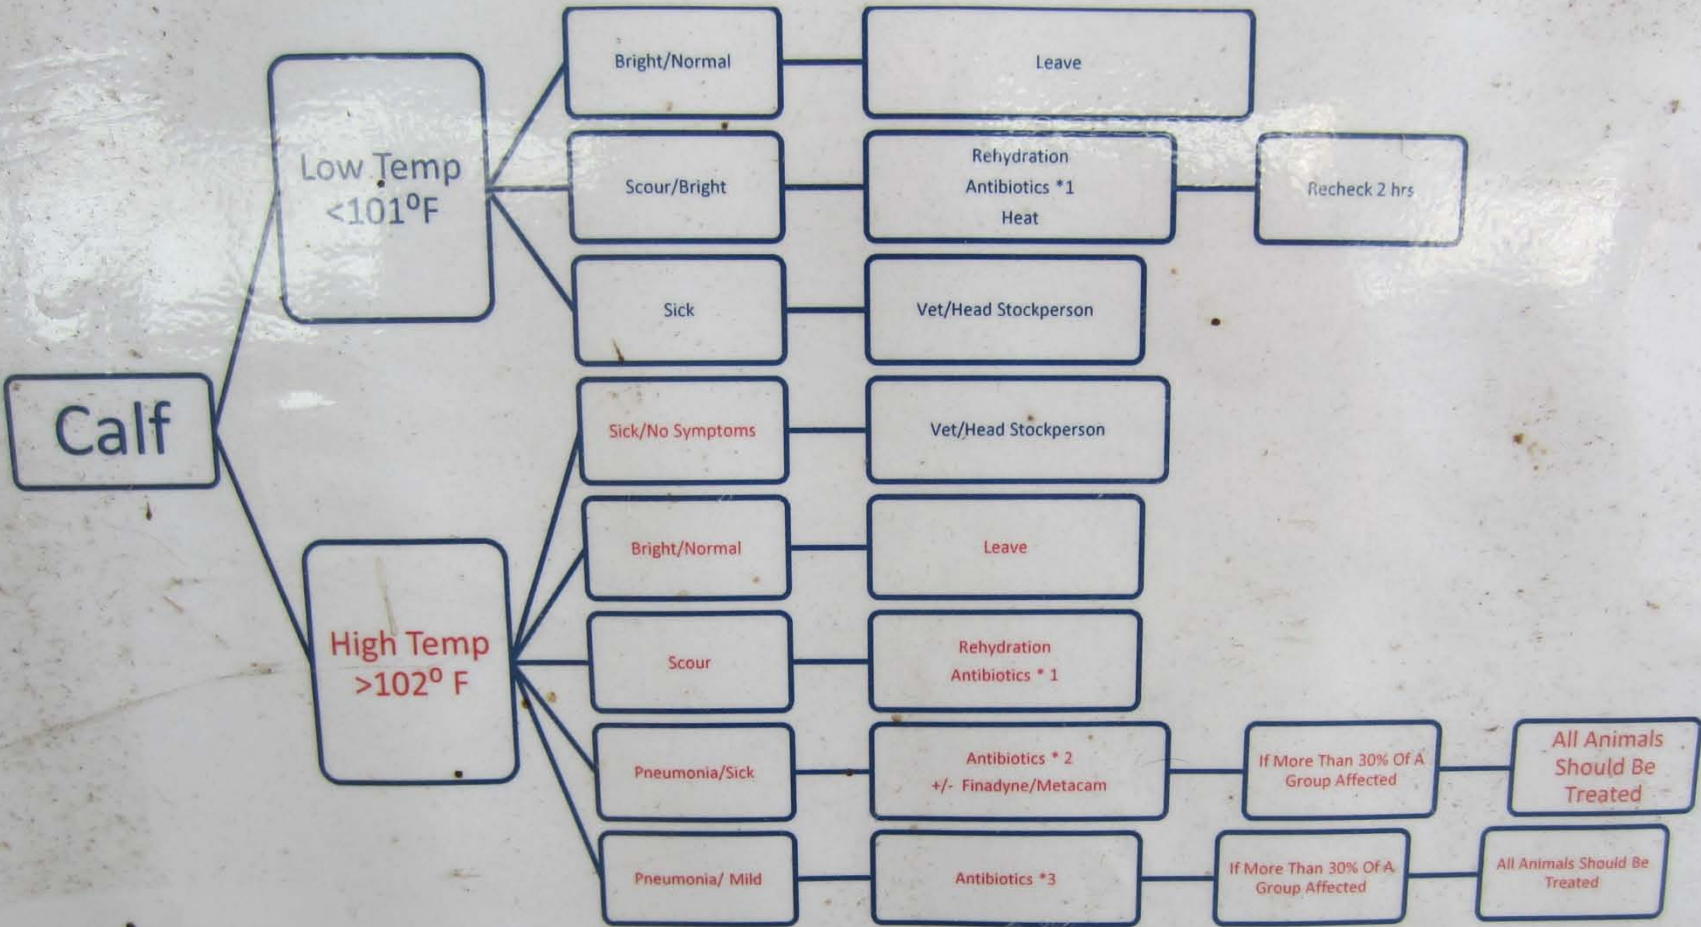 Calf
Low Temp
<101⁰F
Bright/Normal
Leave
Scour/Bright
Rehydration
Antibiotics *1
Heat
Recheck 2 hrs
Sick
Vet/Head Stockperson
High Temp
>102⁰ F
Sick/No Symptoms
Vet/Head Stockperson
Bright/Normal
Leave
Scour
Rehydration
Antibiotics * 1
Pneumonia/Sick
Antibiotics * 2
+/- Finadyne/Metacam
If More Than 30% Of A
Group Affected
All Animals
Should Be
Treated
Pneumonia/ Mild
Antibiotics *3
If More Than 30% Of A
Group Affected
All Animals Should Be
Treated